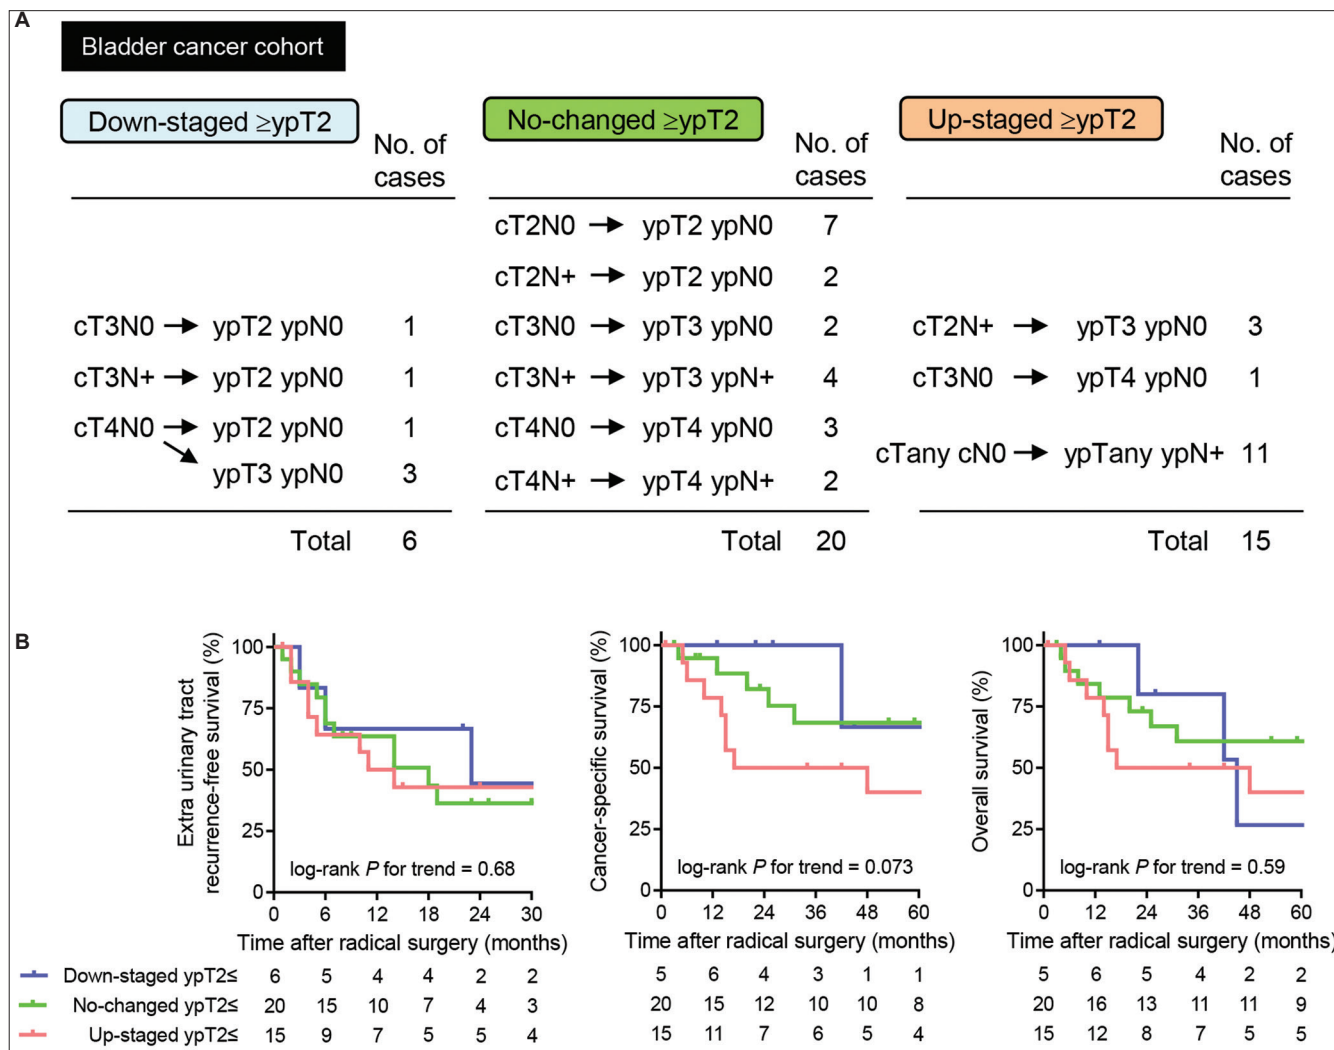 A
Bladder cancer cohort
Down-staged ≥ypT2
No. of
cases
cT3N0 → ypT2 ypN0 1
cT3N+ → ypT2 ypN0 1
cT4N0 → ypT2 ypN0 1
ypT3 ypN0 3
Total 6
No-changed ≥ypT2
No. of
cases
cT2N0 → ypT2 ypN0 7
cT2N+ → ypT2 ypN0 2
cT3N0 → ypT3 ypN0 2
cT3N+ → ypT3 ypN+ 4
cT4N0 → ypT4 ypN0 3
cT4N+ → ypT4 ypN+ 2
Total 20
Up-staged ≥ypT2
No. of
cases
cT2N+ → ypT3 ypN0 3
cT3N0 → ypT4 ypN0 1
cTany cN0 → ypTany ypN+ 11
Total 15
B
Extra urinary tract
recurrence-free survival (%)
100
75
50
25
0
log-rank P for trend = 0.68
0 6 12 18 24 30
Time after radical surgery (months)
Cancer-specific survival (%)
100
75
50
25
0
log-rank P for trend = 0.073
0 12 24 36 48 60
Time after radical surgery (months)
Overall survival (%)
100
75
50
25
0
log-rank P for trend = 0.59
0 12 24 36 48 60
Time after radical surgery (months)
Down-staged ypT2≤ 6 5 4 4 2 2 5 6 4 3 1 1 5 6 5 4 2 2
No-changed ypT2≤ 20 15 10 7 4 3 20 15 12 10 10 8 20 16 13 11 11 9
Up-staged ypT2≤ 15 9 7 5 5 4 15 11 7 6 5 4 15 12 8 7 5 5